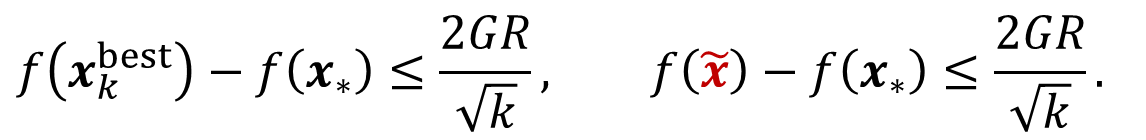 f(x_k^best) − f(x_*) ≤ 2GR/√k ,  f(x̃) − f(x_*) ≤ 2GR/√k .